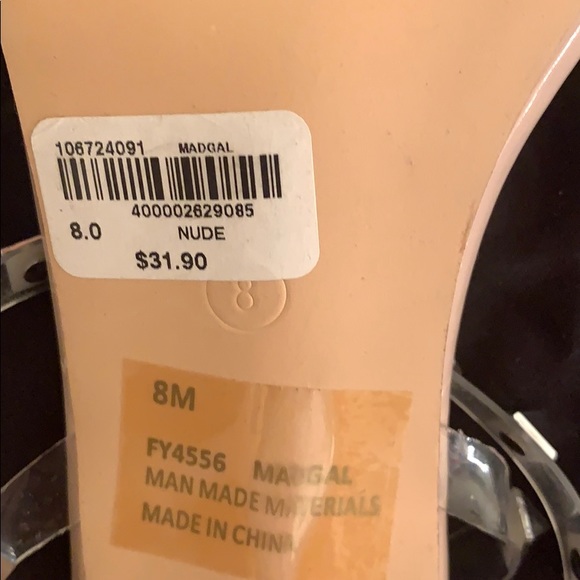 106724091 MADGAL
400002629085
8.0 NUDE
$31.90
8
8M
FY4556 MADGAL
MAN MADE MATERIALS
MADE IN CHINA